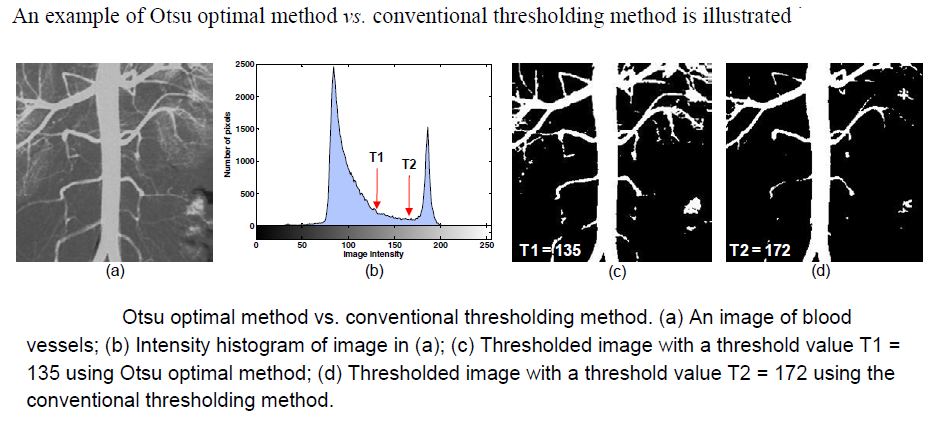 An example of Otsu optimal method vs. conventional thresholding method is illustrated
2500
2000
1500
1000
500
0
Number of pixels
T1
T2
0 50 100 150 200 250
Image Intensity
T1=135
T2= 172
(a) (b) (c) (d)
Otsu optimal method vs. conventional thresholding method. (a) An image of blood
vessels; (b) Intensity histogram of image in (a); (c) Thresholded image with a threshold value T1 =
135 using Otsu optimal method; (d) Thresholded image with a threshold value T2 = 172 using the
conventional thresholding method.